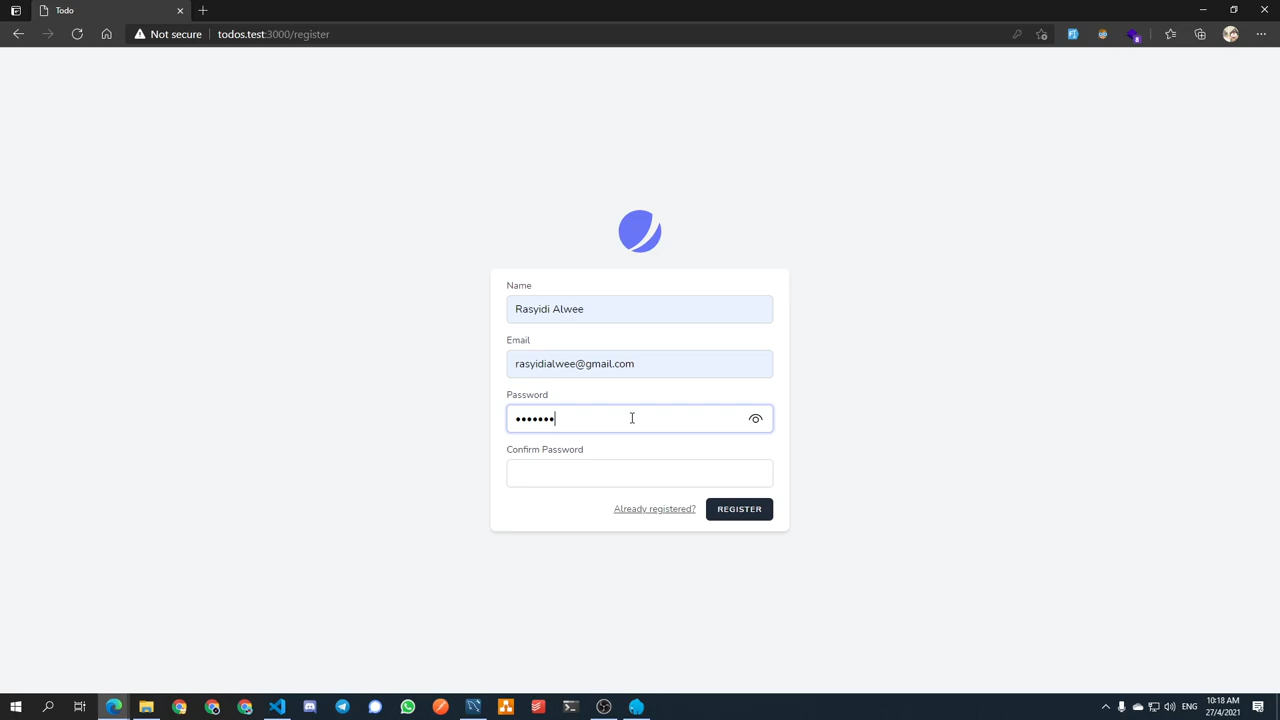 Todo
Not secure
todos.test:3000/register
8
Name
Rasyidi Alwee
Email
rasyidialwee@gmail.com
Password
•••••••
Confirm Password
Already registered?
REGISTER
ENG
10:18 AM
27/4/2021